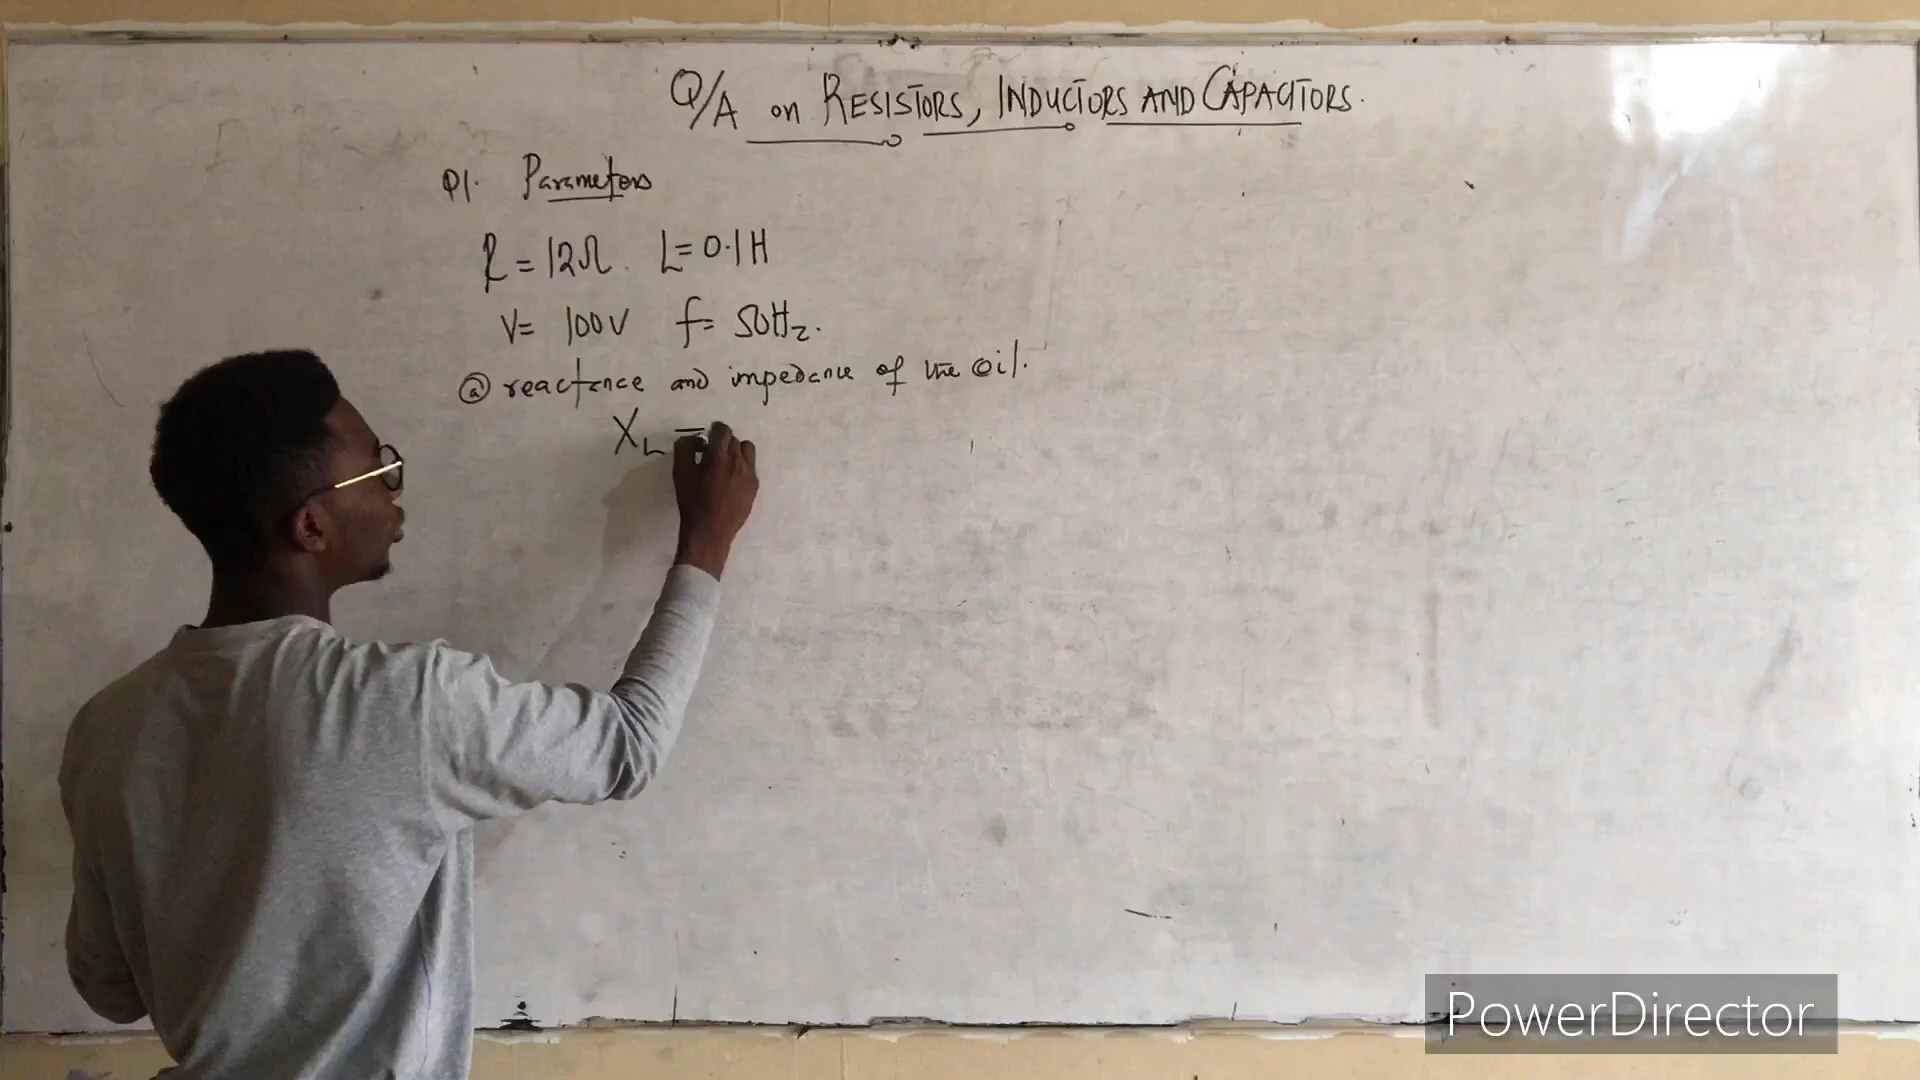 Q/A on RESISTORS, INDUCTORS AND CAPACITORS.
Q1. Parameters
R = 12Ω L = 0.1H
V = 100V f = 50Hz.
ⓐ reactance and impedance of the coil.
X_L =
PowerDirector